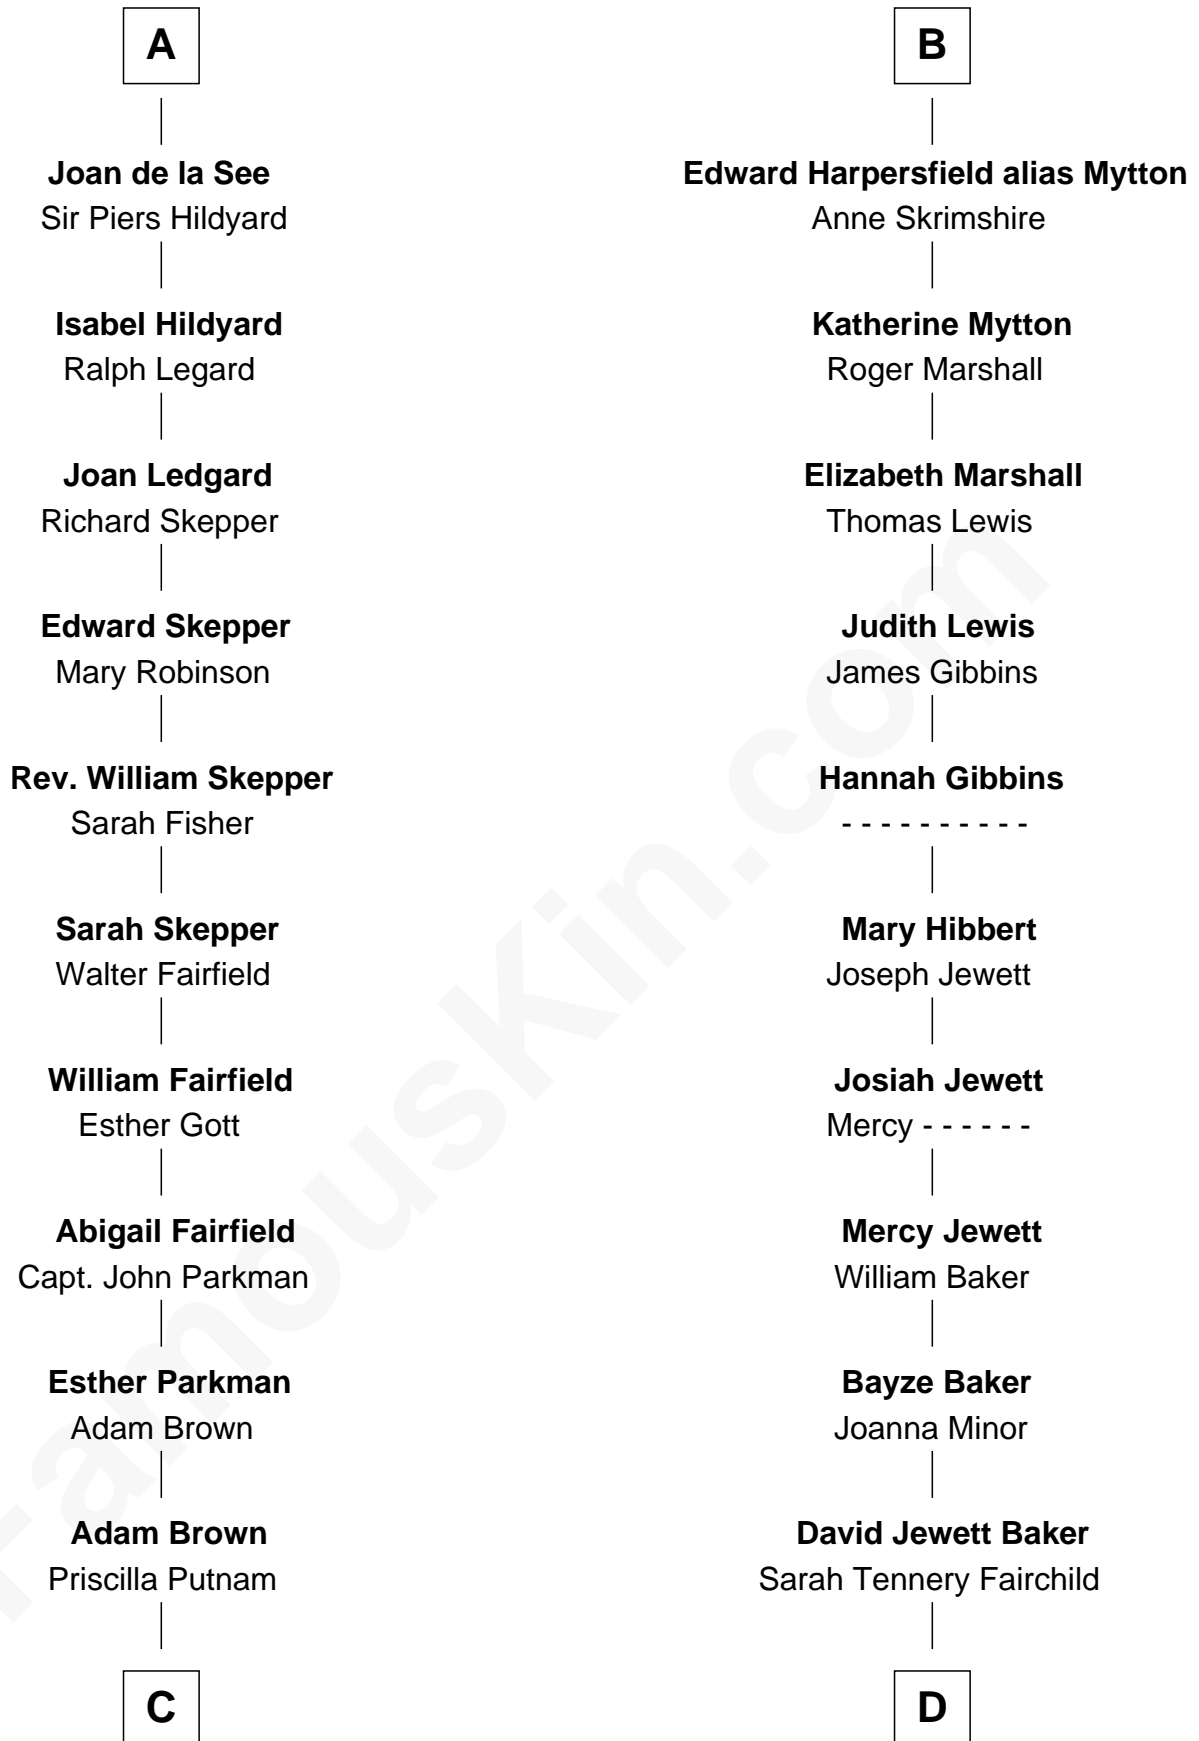 A
Joan de la See
Sir Piers Hildyard
Isabel Hildyard
Ralph Legard
Joan Ledgard
Richard Skepper
Edward Skepper
Mary Robinson
Rev. William Skepper
Sarah Fisher
Sarah Skepper
Walter Fairfield
William Fairfield
Esther Gott
Abigail Fairfield
Capt. John Parkman
Esther Parkman
Adam Brown
Adam Brown
Priscilla Putnam
C
B
Edward Harpersfield alias Mytton
Anne Skrimshire
Katherine Mytton
Roger Marshall
Elizabeth Marshall
Thomas Lewis
Judith Lewis
James Gibbins
Hannah Gibbins
- - - - - - - - - -
Mary Hibbert
Joseph Jewett
Josiah Jewett
Mercy - - - - - -
Mercy Jewett
William Baker
Bayze Baker
Joanna Minor
David Jewett Baker
Sarah Tennery Fairchild
D
FamousKin.com